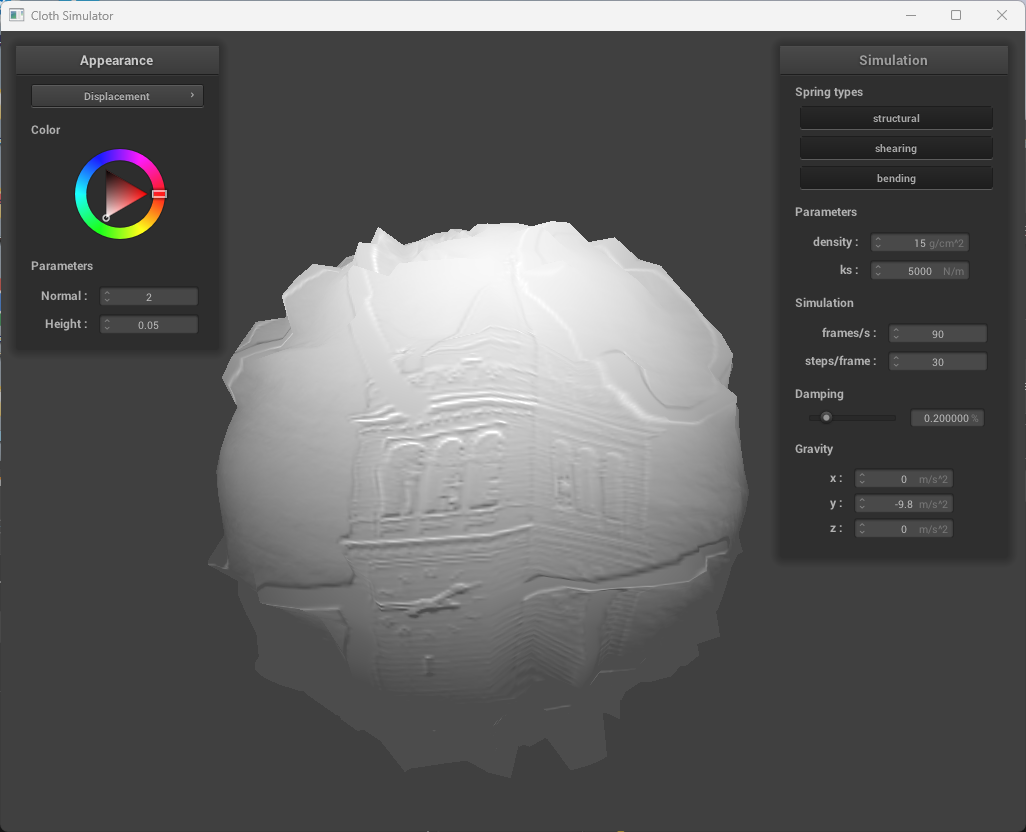 Cloth Simulator
Appearance
Displacement
Color
Parameters
Normal : 2
Height : 0.05
Simulation
Spring types
structural
shearing
bending
Parameters
density : 15 g/cm^2
ks : 5000 N/m
Simulation
frames/s : 90
steps/frame : 30
Damping
0.200000 %
Gravity
x : 0 m/s^2
y : -9.8 m/s^2
z : 0 m/s^2